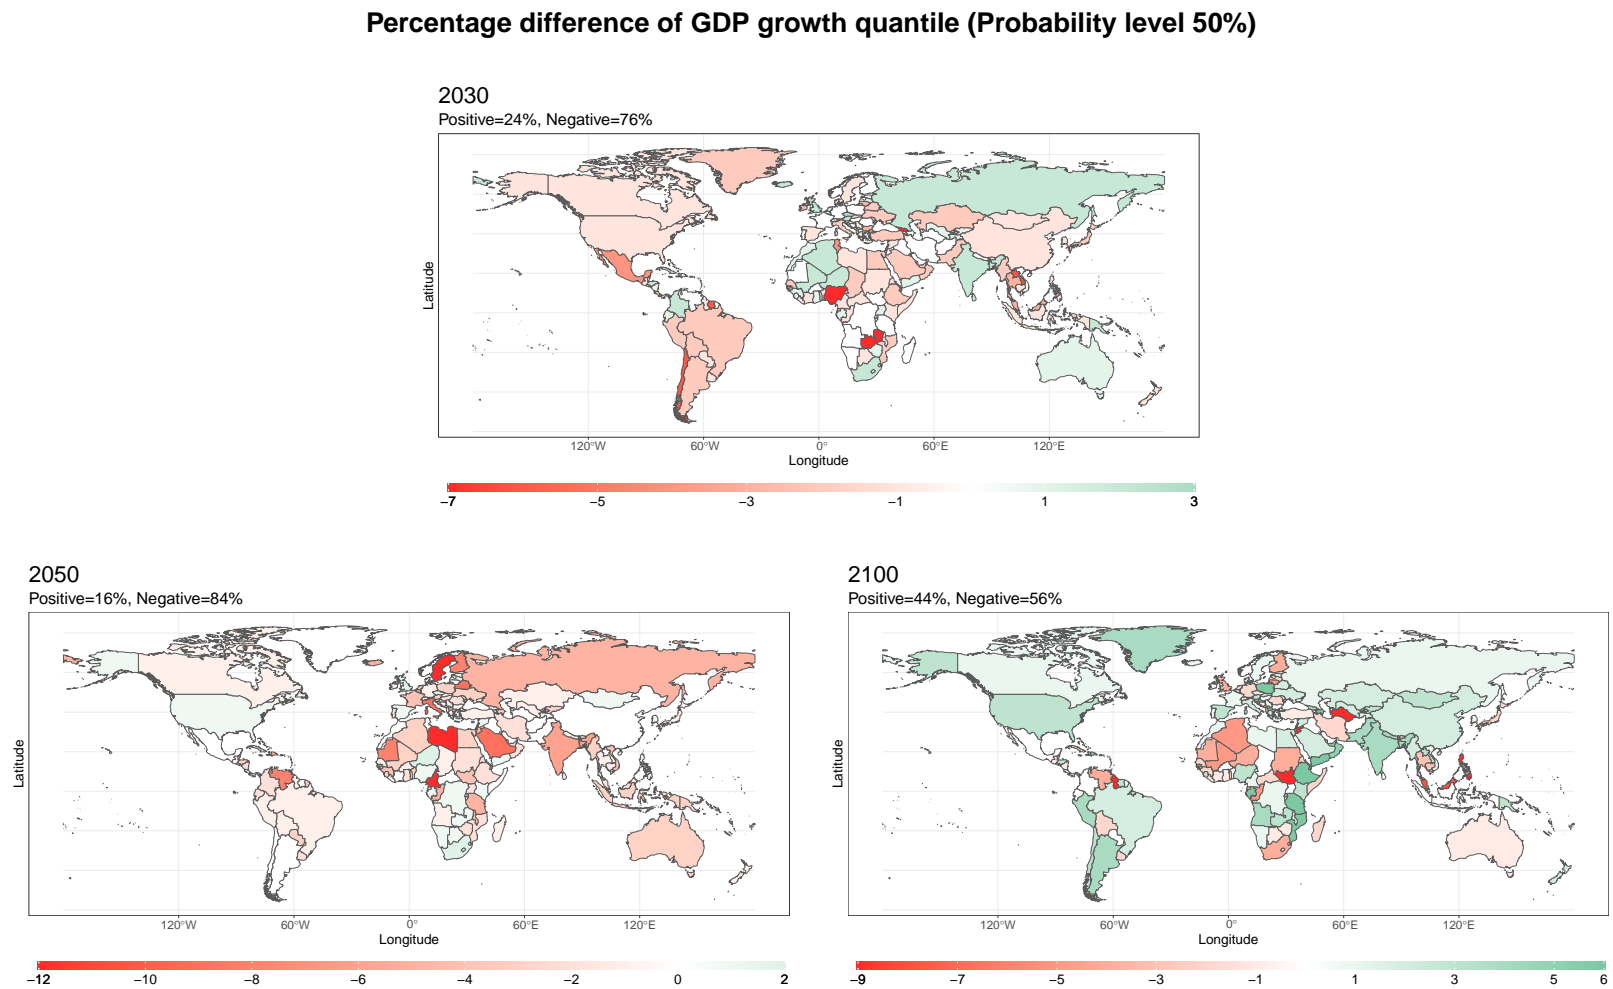 Percentage difference of GDP growth quantile (Probability level 50%)
2030
Positive=24%, Negative=76%
Latitude
120°W 60°W 0° 60°E 120°E
Longitude
−7 −5 −3 −1 1 3
2050
Positive=16%, Negative=84%
Latitude
120°W 60°W 0° 60°E 120°E
Longitude
−12 −10 −8 −6 −4 −2 0 2
2100
Positive=44%, Negative=56%
Latitude
120°W 60°W 0° 60°E 120°E
Longitude
−9 −7 −5 −3 −1 1 3 5 6